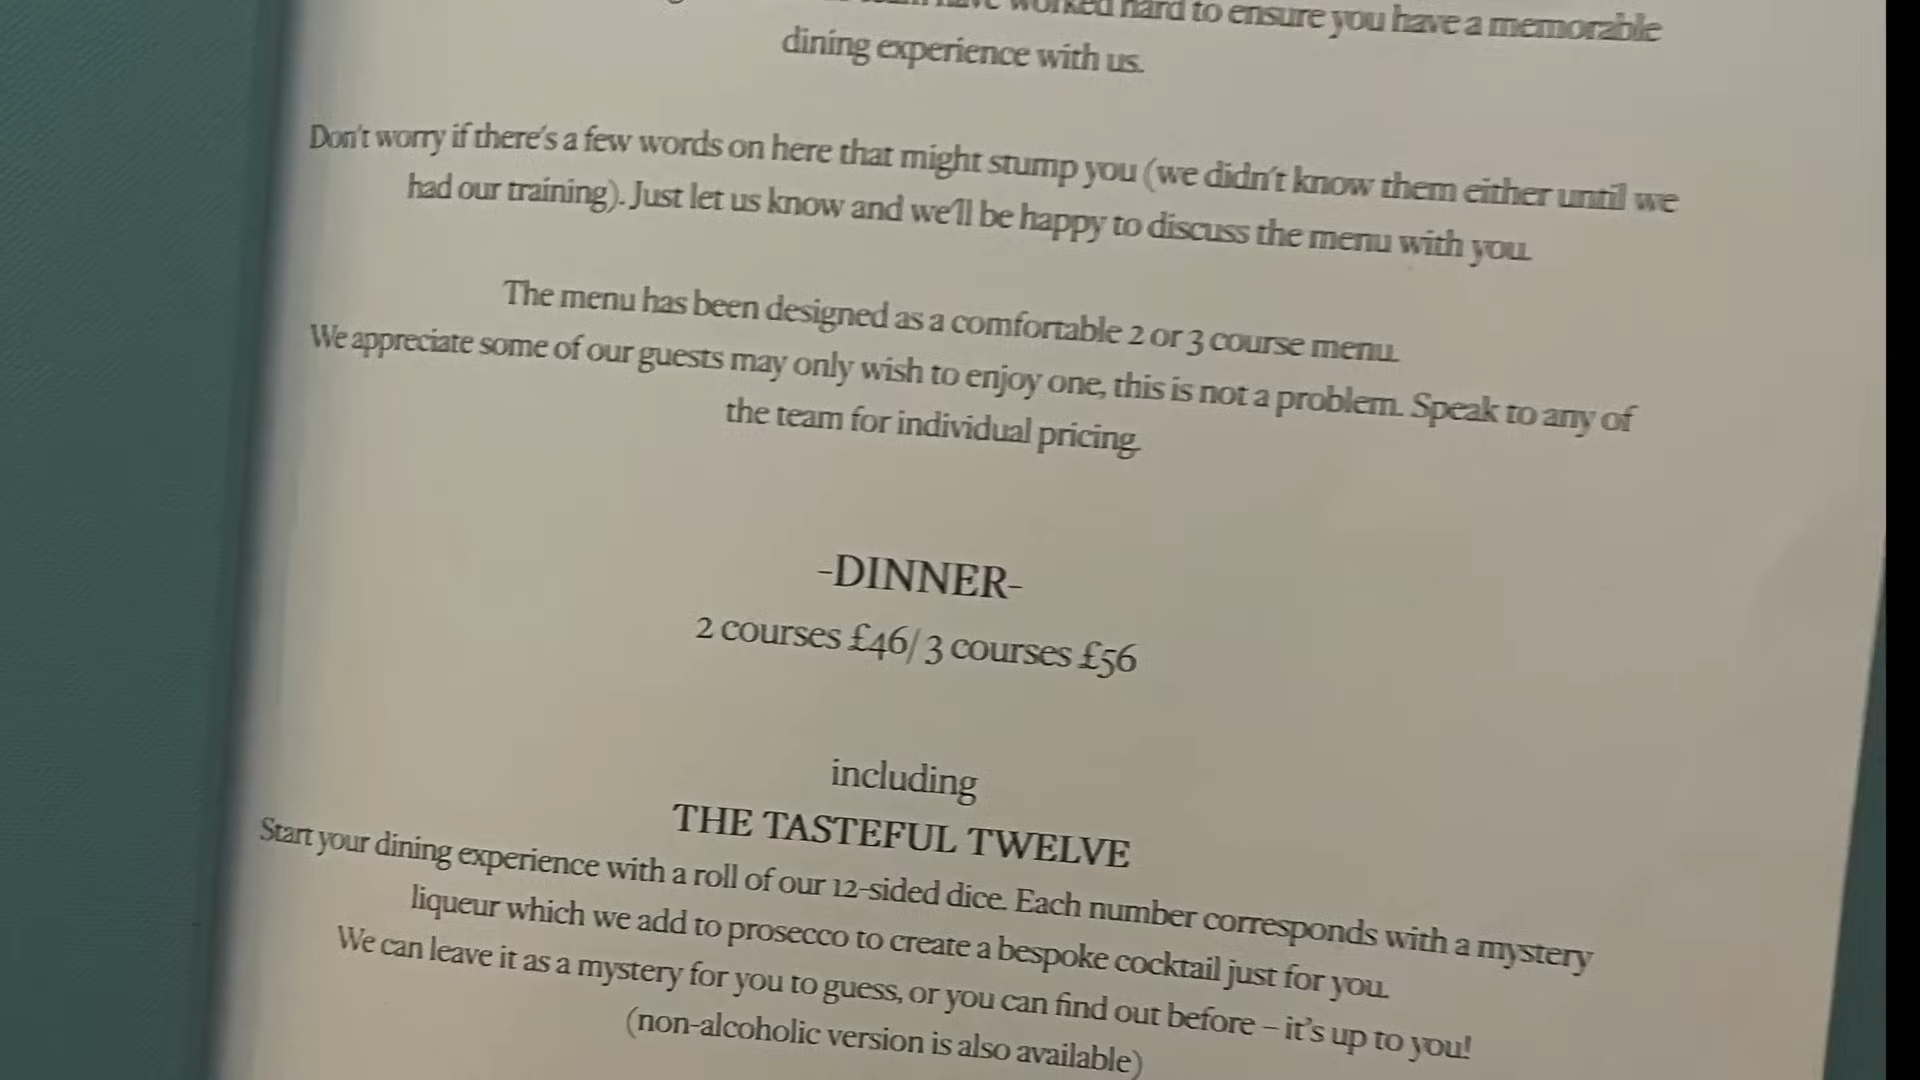 have worked hard to ensure you have a memorable
dining experience with us.
Don't worry if there's a few words on here that might stump you (we didn't know them either until we
had our training). Just let us know and we'll be happy to discuss the menu with you.
The menu has been designed as a comfortable 2 or 3 course menu.
We appreciate some of our guests may only wish to enjoy one, this is not a problem. Speak to any of
the team for individual pricing.
-DINNER-
2 courses £46/ 3 courses £56
including
THE TASTEFUL TWELVE
Start your dining experience with a roll of our 12-sided dice. Each number corresponds with a mystery
liqueur which we add to prosecco to create a bespoke cocktail just for you.
We can leave it as a mystery for you to guess, or you can find out before – it's up to you!
(non-alcoholic version is also available)